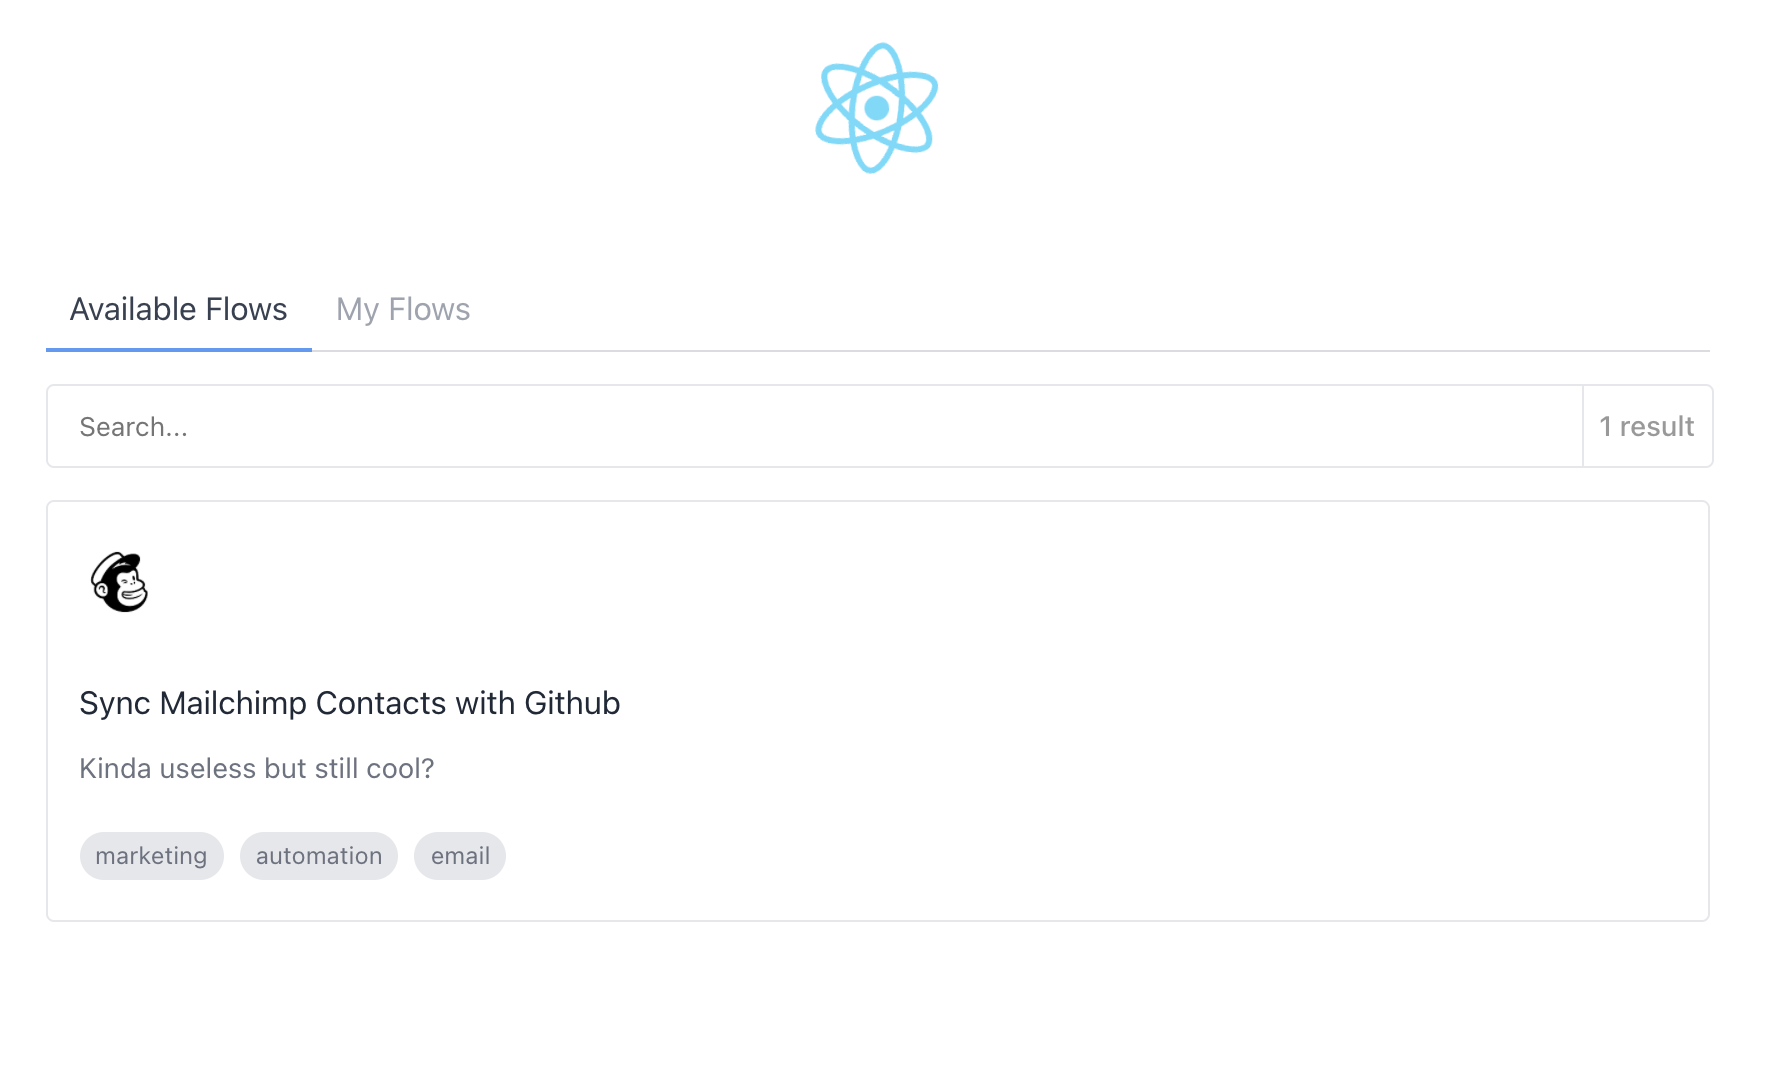 Available Flows My Flows
Search...
1 result
Sync Mailchimp Contacts with Github
Kinda useless but still cool?
marketing automation email